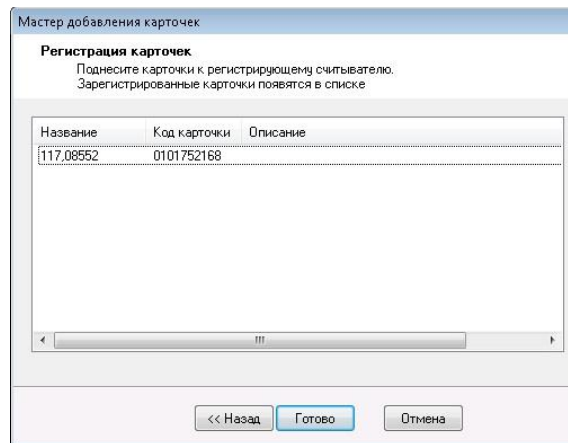 Мастер добавления карточек
Регистрация карточек
Поднесите карточки к регистрирующему считывателю.
Зарегистрированные карточки появятся в списке
Название Код карточки Описание
117,08552 0101752168
<< Назад Готово Отмена